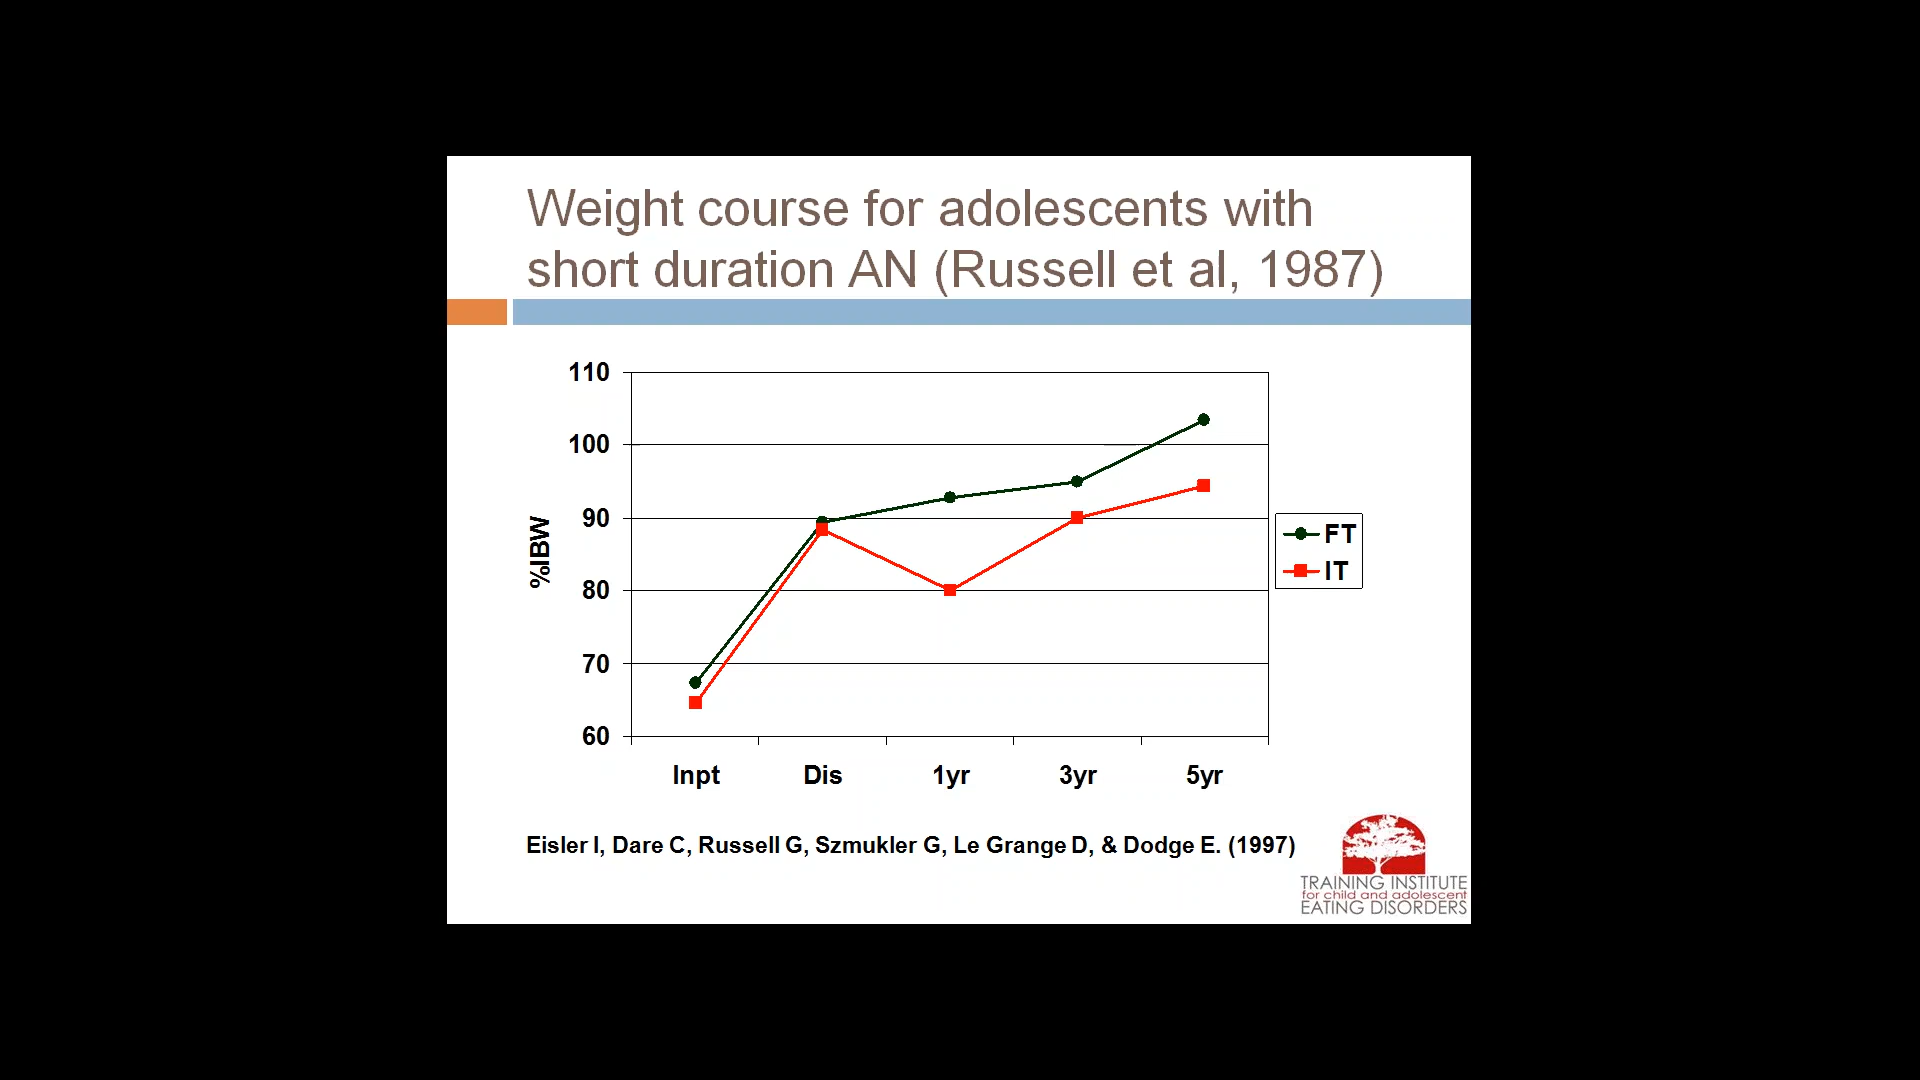 Weight course for adolescents with
short duration AN (Russell et al, 1987)
110
100
90
80
70
60
%IBW
Inpt Dis 1yr 3yr 5yr
FT
IT
Eisler I, Dare C, Russell G, Szmukler G, Le Grange D, & Dodge E. (1997)
TRAINING INSTITUTE
for child and adolescent
EATING DISORDERS